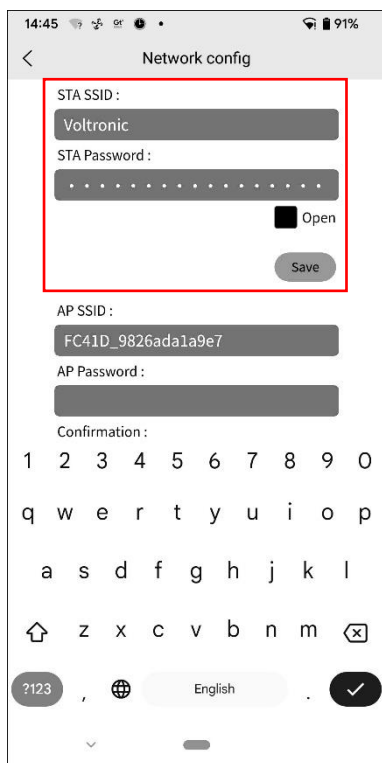 14:45 91%
Network config
STA SSID :
Voltronic
STA Password :
. . . . . . . . . . . . . . . . .
Open
Save
AP SSID :
FC41D_9826ada1a9e7
AP Password :
Confirmation :
1 2 3 4 5 6 7 8 9 0
q w e r t y u i o p
a s d f g h j k l
z x c v b n m
?123 , English .